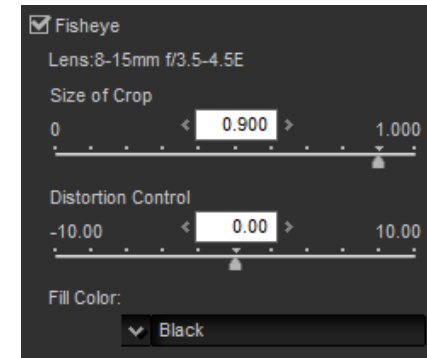 Fisheye
Lens:8-15mm f/3.5-4.5E
Size of Crop
0 < 0.900 > 1.000
Distortion Control
-10.00 < 0.00 > 10.00
Fill Color:
Black